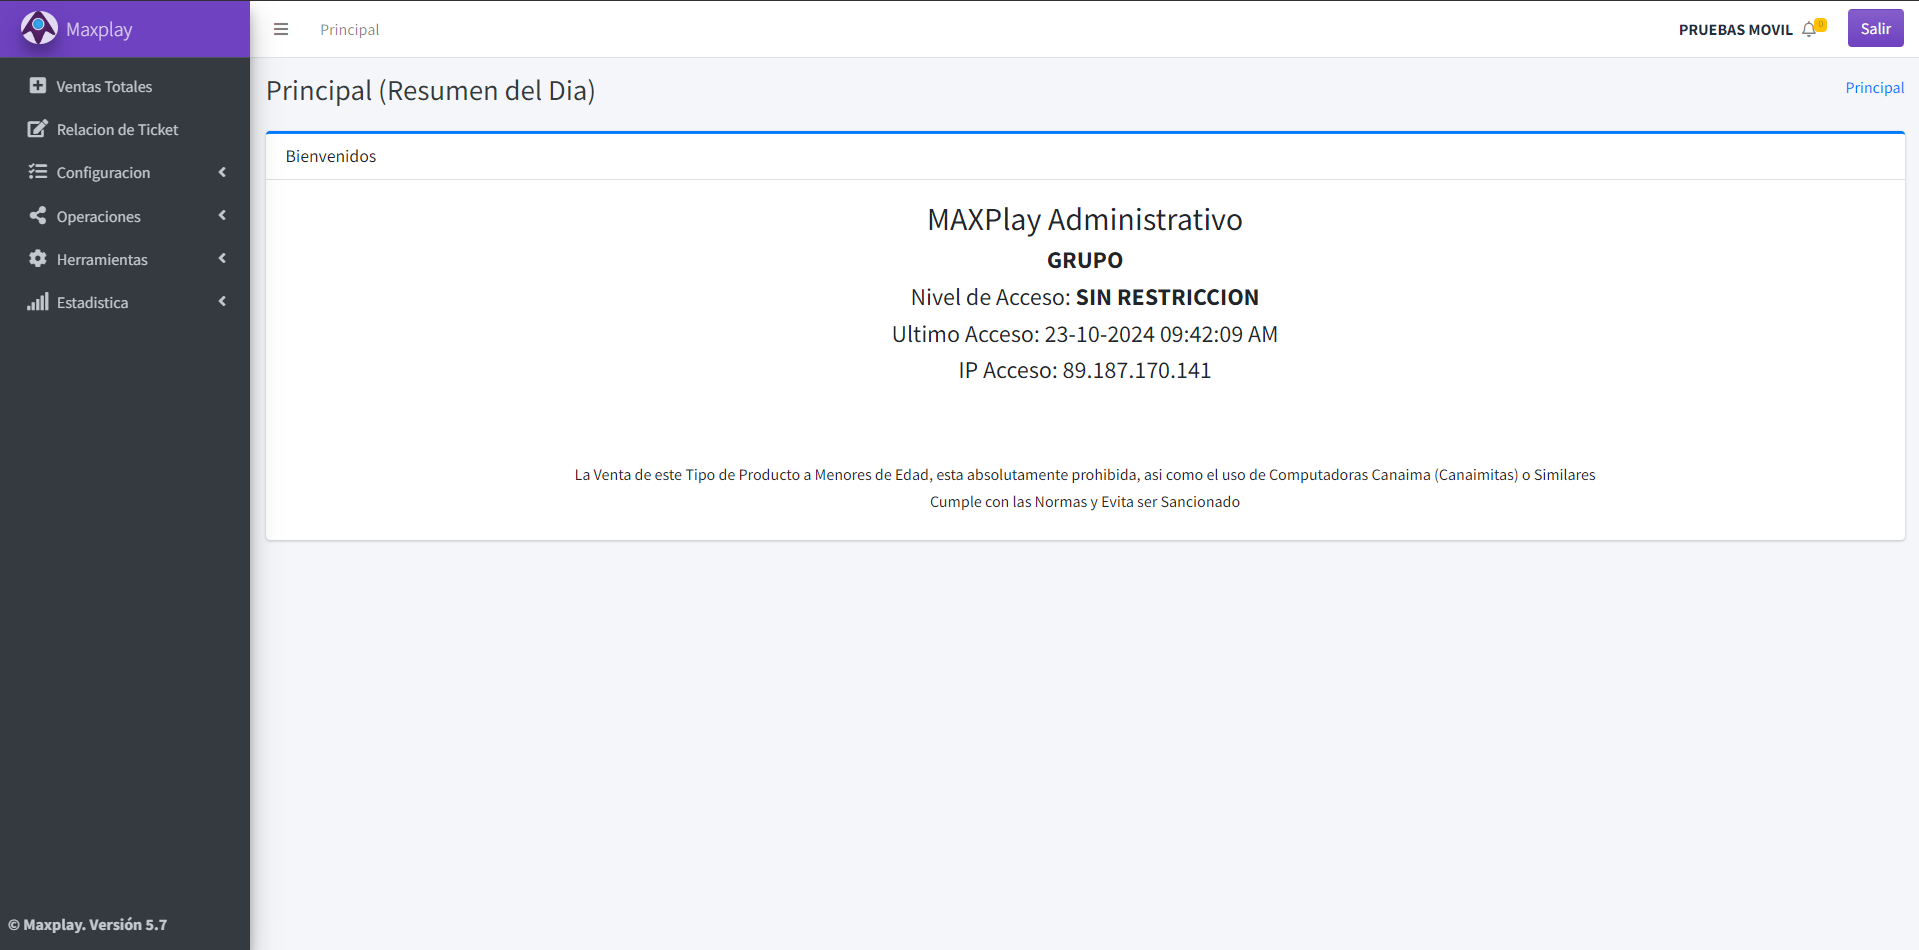 Maxplay
Principal
PRUEBAS MOVIL
0
Salir
Ventas Totales
Relacion de Ticket
Configuracion
Operaciones
Herramientas
Estadistica
© Maxplay. Versión 5.7
Principal (Resumen del Dia)
Principal
Bienvenidos
MAXPlay Administrativo
GRUPO
Nivel de Acceso: SIN RESTRICCION
Ultimo Acceso: 23-10-2024 09:42:09 AM
IP Acceso: 89.187.170.141
La Venta de este Tipo de Producto a Menores de Edad, esta absolutamente prohibida, asi como el uso de Computadoras Canaima (Canaimitas) o Similares
Cumple con las Normas y Evita ser Sancionado